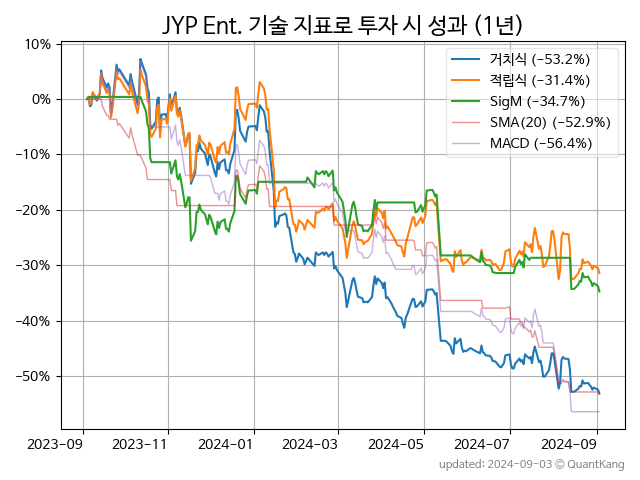 JYP Ent. 기술 지표로 투자 시 성과 (1년)
10%
0%
−10%
−20%
−30%
−40%
−50%
거치식 (−53.2%)
적립식 (−31.4%)
SigM (−34.7%)
SMA(20) (−52.9%)
MACD (−56.4%)
2023-09
2023-11
2024-01
2024-03
2024-05
2024-07
2024-09
updated: 2024-09-03 © QuantKang